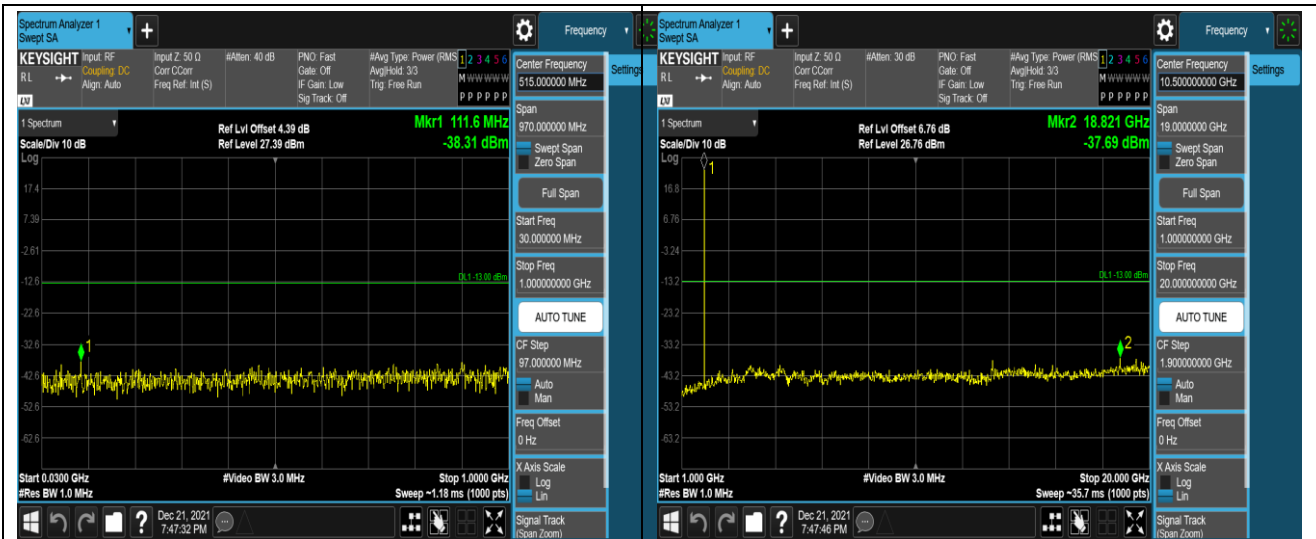 Spectrum Analyzer 1
Swept SA
+
Frequency
KEYSIGHT
RL
LXI
Input: RF
Coupling: DC
Align: Auto
Input Z: 50 Ω
Corr CCorr
Freq Ref: Int (S)
#Atten: 40 dB
PNO: Fast
Gate: Off
IF Gain: Low
Sig Track: Off
#Avg Type: Power (RMS
Avg|Hold: 3/3
Trig: Free Run
1 2 3 4 5 6
M W W W W W
P P P P P P
Center Frequency
515.000000 MHz
Settings
1 Spectrum
Scale/Div 10 dB
Log
Ref Lvl Offset 4.39 dB
Ref Level 27.39 dBm
Mkr1 111.6 MHz
-38.31 dBm
Span
970.000000 MHz
Swept Span
Zero Span
Full Span
Start Freq
30.000000 MHz
Stop Freq
1.000000000 GHz
AUTO TUNE
CF Step
97.000000 MHz
Auto
Man
Freq Offset
0 Hz
X Axis Scale
Log
Lin
Signal Track
(Span Zoom)
17.4
7.39
-2.61
-12.6
-22.6
-32.6
-42.6
-52.6
-62.6
DL1 -13.00 dBm
1
Start 0.0300 GHz
#Res BW 1.0 MHz
#Video BW 3.0 MHz
Stop 1.0000 GHz
Sweep ~1.18 ms (1000 pts)
?
Dec 21, 2021
7:47:32 PM
Spectrum Analyzer 1
Swept SA
+
Frequency
KEYSIGHT
RL
LXI
Input: RF
Coupling: DC
Align: Auto
Input Z: 50 Ω
Corr CCorr
Freq Ref: Int (S)
#Atten: 30 dB
PNO: Fast
Gate: Off
IF Gain: Low
Sig Track: Off
#Avg Type: Power (RMS
Avg|Hold: 3/3
Trig: Free Run
1 2 3 4 5 6
M W W W W W
P P P P P P
Center Frequency
10.50000000 GHz
Settings
1 Spectrum
Scale/Div 10 dB
Log
Ref Lvl Offset 6.76 dB
Ref Level 26.76 dBm
Mkr2 18.821 GHz
-37.69 dBm
Span
19.0000000 GHz
Swept Span
Zero Span
Full Span
Start Freq
1.000000000 GHz
Stop Freq
20.000000000 GHz
AUTO TUNE
CF Step
1.900000000 GHz
Auto
Man
Freq Offset
0 Hz
X Axis Scale
Log
Lin
Signal Track
(Span Zoom)
16.8
6.76
-3.24
-13.2
-23.2
-33.2
-43.2
-53.2
-63.2
DL1 -13.00 dBm
1
2
Start 1.000 GHz
#Res BW 1.0 MHz
#Video BW 3.0 MHz
Stop 20.000 GHz
Sweep ~35.7 ms (1000 pts)
?
Dec 21, 2021
7:47:46 PM